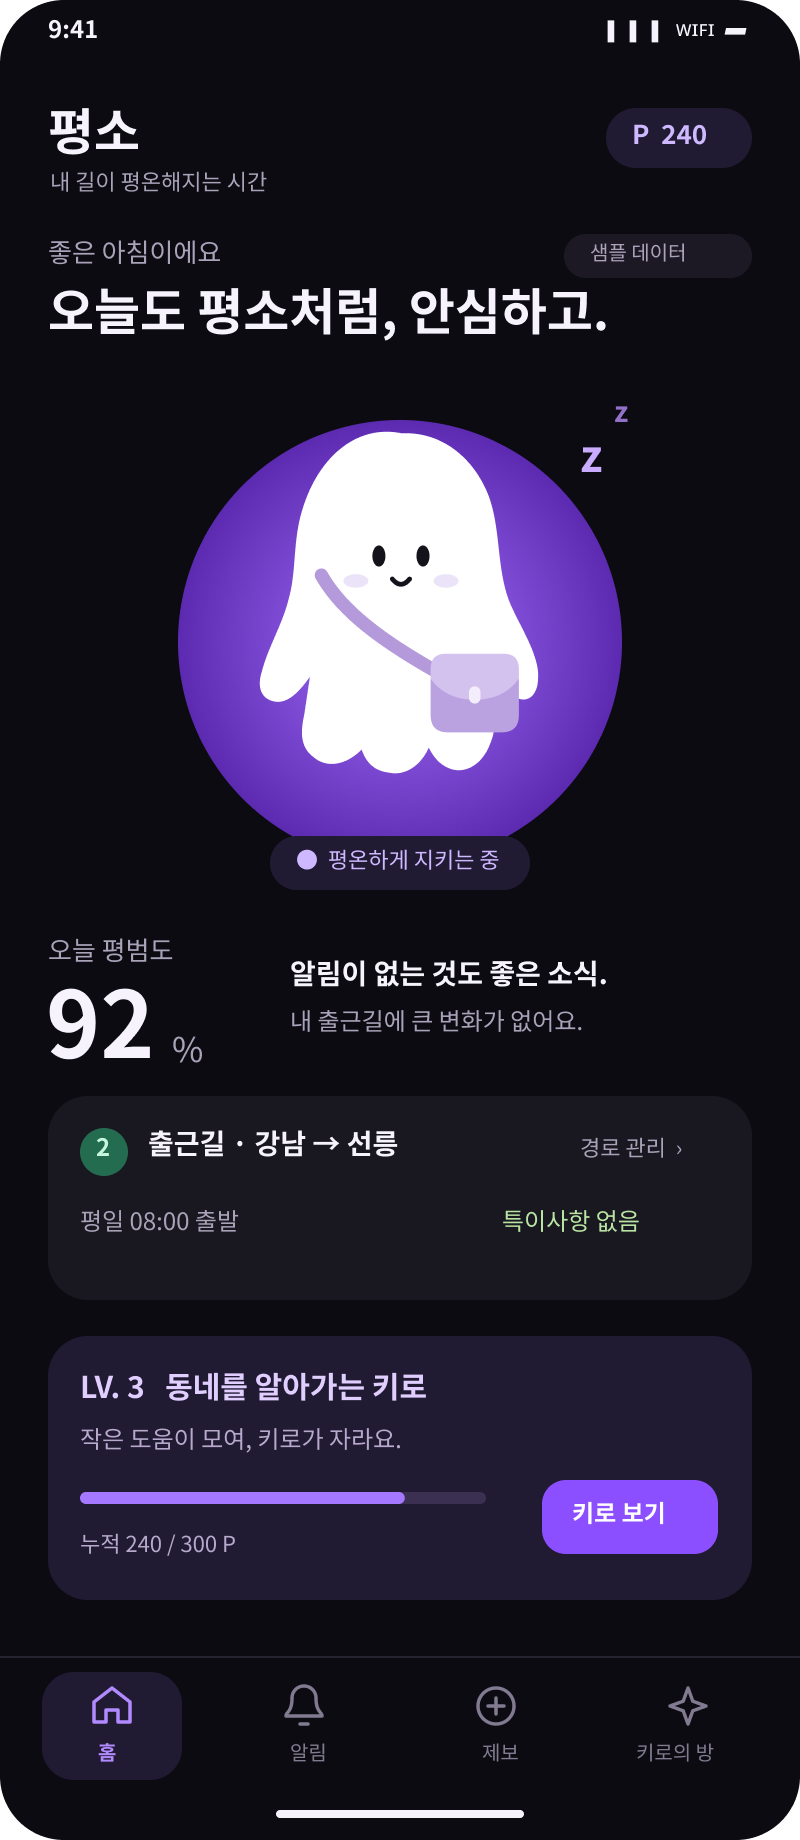 9:41 WIFI
평소
P 240
내 길이 평온해지는 시간
좋은 아침이에요
샘플 데이터
오늘도 평소처럼, 안심하고.
z
z
평온하게 지키는 중
오늘 평범도
92 %
알림이 없는 것도 좋은 소식.
내 출근길에 큰 변화가 없어요.
2 출근길 · 강남 → 선릉
경로 관리 ›
평일 08:00 출발
특이사항 없음
LV. 3 동네를 알아가는 키로
작은 도움이 모여, 키로가 자라요.
키로 보기
누적 240 / 300 P
홈
알림
제보
키로의 방